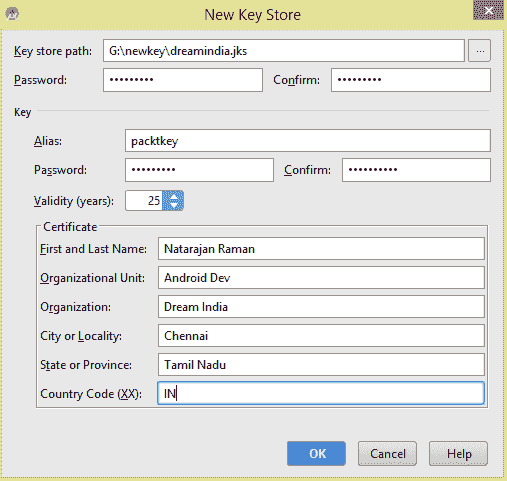 New Key Store
Key store path: G:\newkey\dreamindia.jks ...
Password: ••••••••• Confirm: •••••••••
Key
Alias: packtkey
Password: ••••••••• Confirm: •••••••••
Validity (years): 25
Certificate
First and Last Name: Natarajan Raman
Organizational Unit: Android Dev
Organization: Dream India
City or Locality: Chennai
State or Province: Tamil Nadu
Country Code (XX): IN
OK Cancel Help